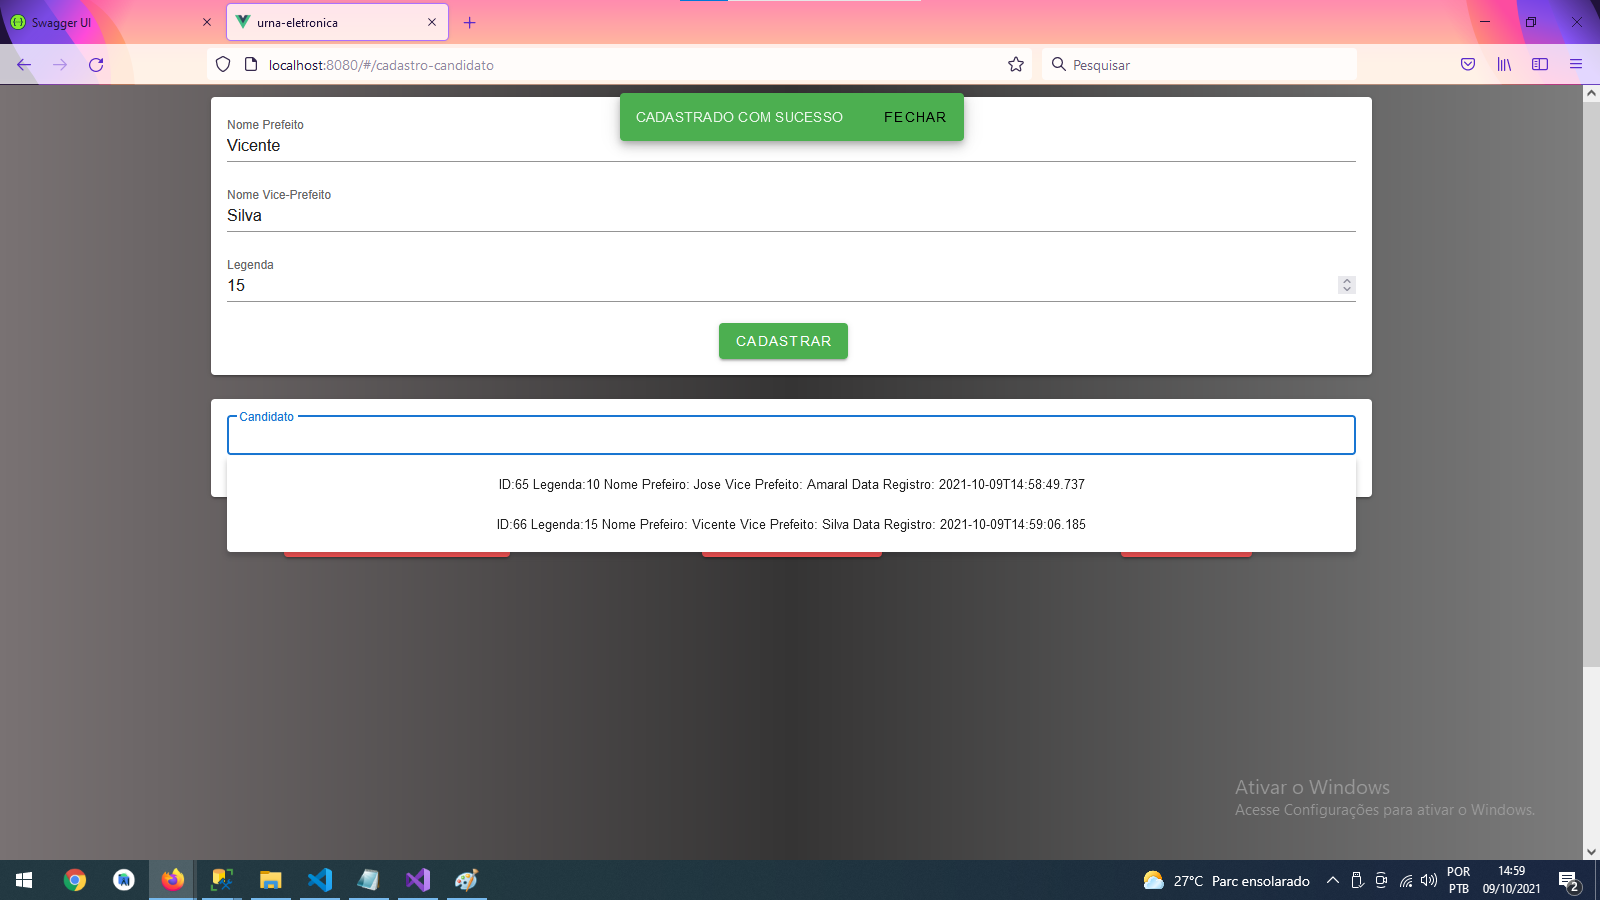 Swagger UI
urna-eletronica
localhost:8080/#/cadastro-candidato
Pesquisar
CADASTRADO COM SUCESSO FECHAR
Nome Prefeito
Vicente
Nome Vice-Prefeito
Silva
Legenda
15
CADASTRAR
Candidato
ID:65 Legenda:10 Nome Prefeiro: Jose Vice Prefeito: Amaral Data Registro: 2021-10-09T14:58:49.737
ID:66 Legenda:15 Nome Prefeiro: Vicente Vice Prefeito: Silva Data Registro: 2021-10-09T14:59:06.185
Ativar o Windows
Acesse Configurações para ativar o Windows.
27°C Parc ensolarado
POR
PTB
14:59
09/10/2021
2